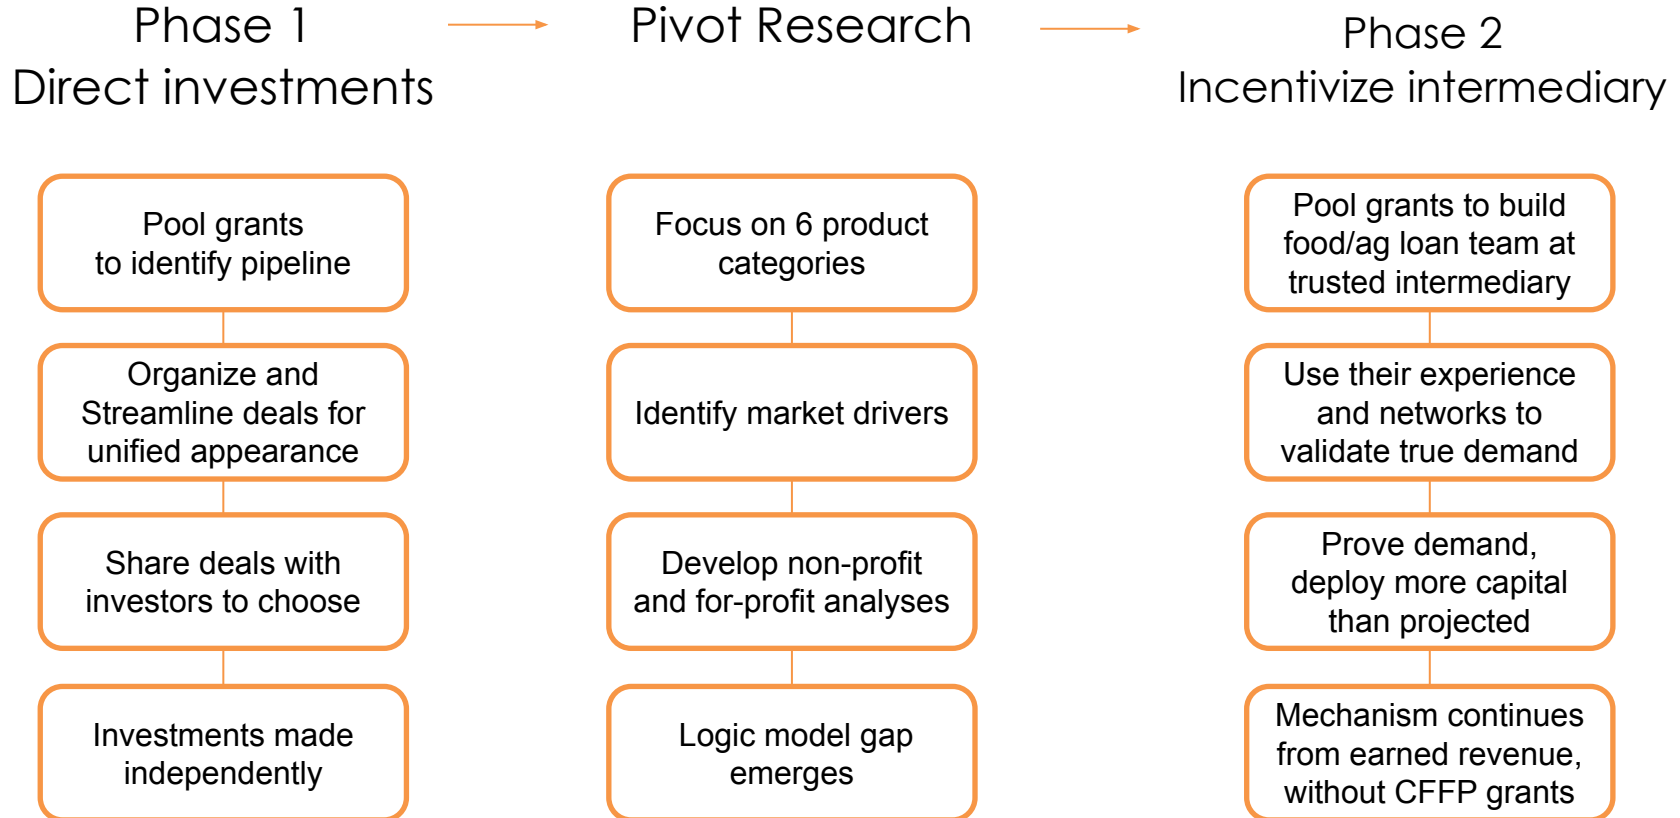 Phase 1
Direct investments
Pool grants
to identify pipeline
Organize and
Streamline deals for
unified appearance
Share deals with
investors to choose
Investments made
independently
Pivot Research
Focus on 6 product
categories
Identify market drivers
Develop non-profit
and for-profit analyses
Logic model gap
emerges
Phase 2
Incentivize intermediary
Pool grants to build
food/ag loan team at
trusted intermediary
Use their experience
and networks to
validate true demand
Prove demand,
deploy more capital
than projected
Mechanism continues
from earned revenue,
without CFFP grants